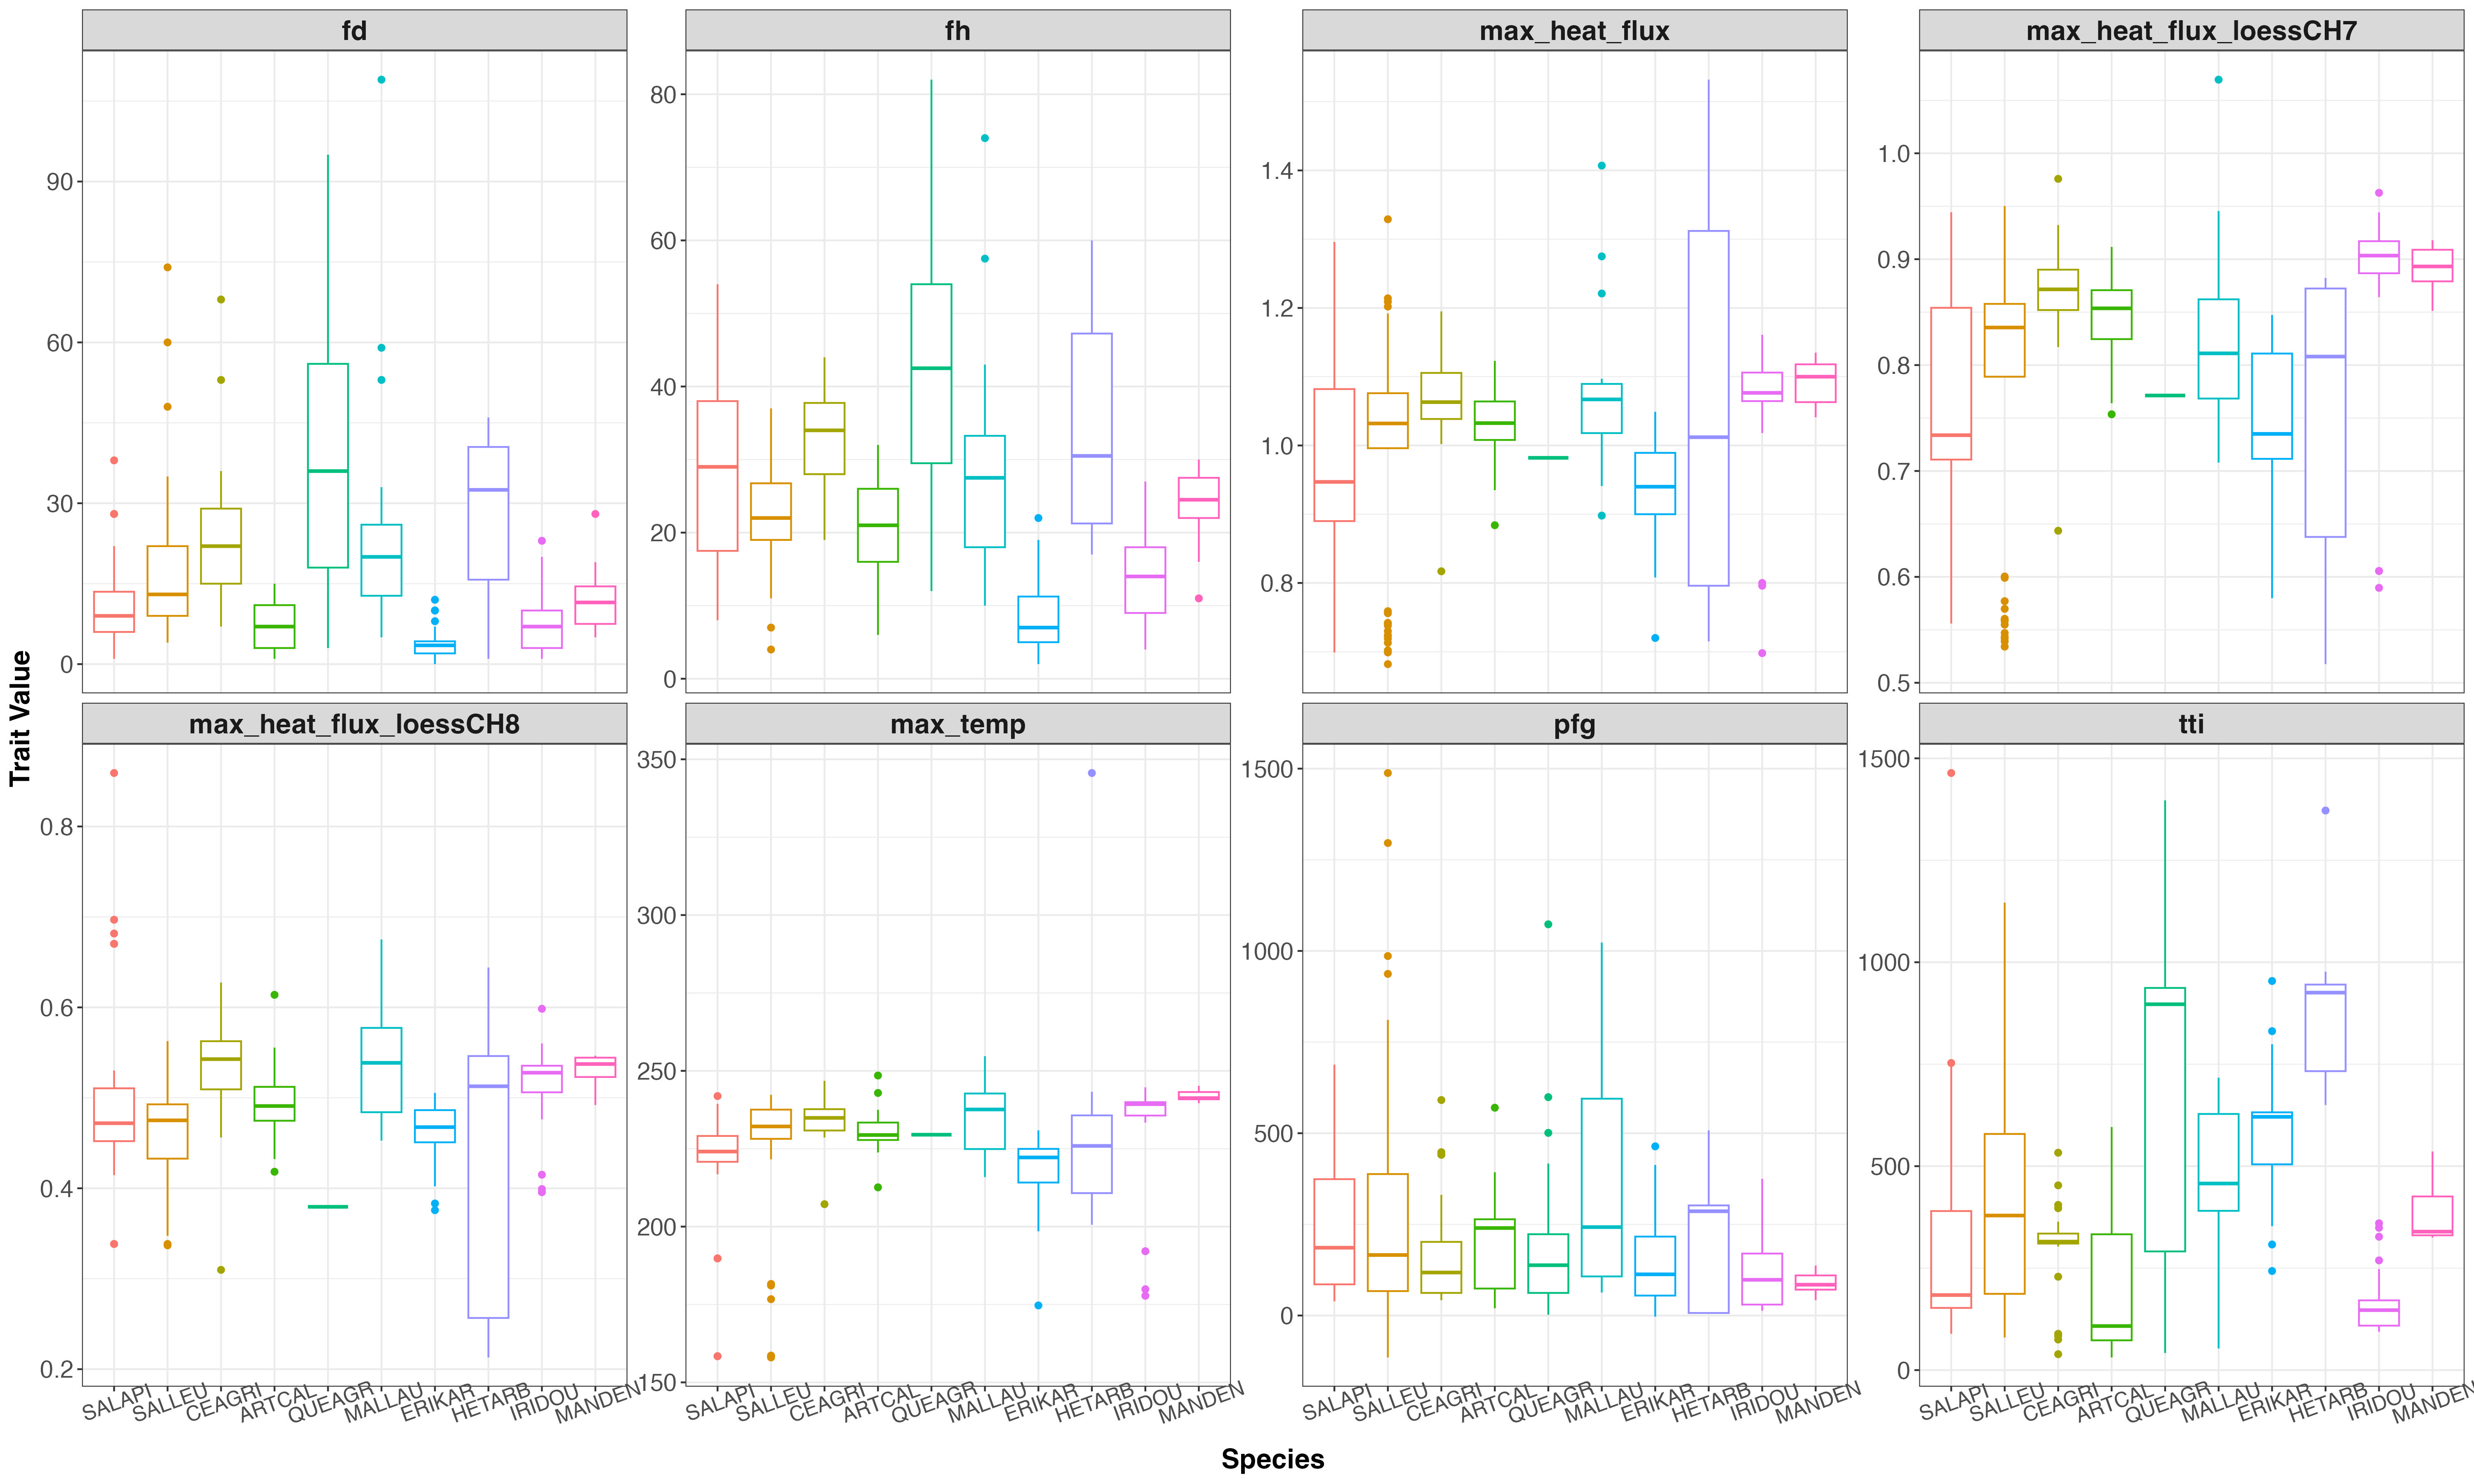 fd
fh
max_heat_flux
max_heat_flux_loessCH7
90
60
30
0
80
60
40
20
0
1.4
1.2
1.0
0.8
1.0
0.9
0.8
0.7
0.6
0.5
Trait Value
max_heat_flux_loessCH8
max_temp
pfg
tti
0.8
0.6
0.4
0.2
350
300
250
200
150
1500
1000
500
0
1500
1000
500
0
SALAPI SALLEU CEAGRI ARTCAL QUEAGR MALLAU ERIKAR HETARB IRIDOU MANDEN
SALAPI SALLEU CEAGRI ARTCAL QUEAGR MALLAU ERIKAR HETARB IRIDOU MANDEN
SALAPI SALLEU CEAGRI ARTCAL QUEAGR MALLAU ERIKAR HETARB IRIDOU MANDEN
SALAPI SALLEU CEAGRI ARTCAL QUEAGR MALLAU ERIKAR HETARB IRIDOU MANDEN
Species